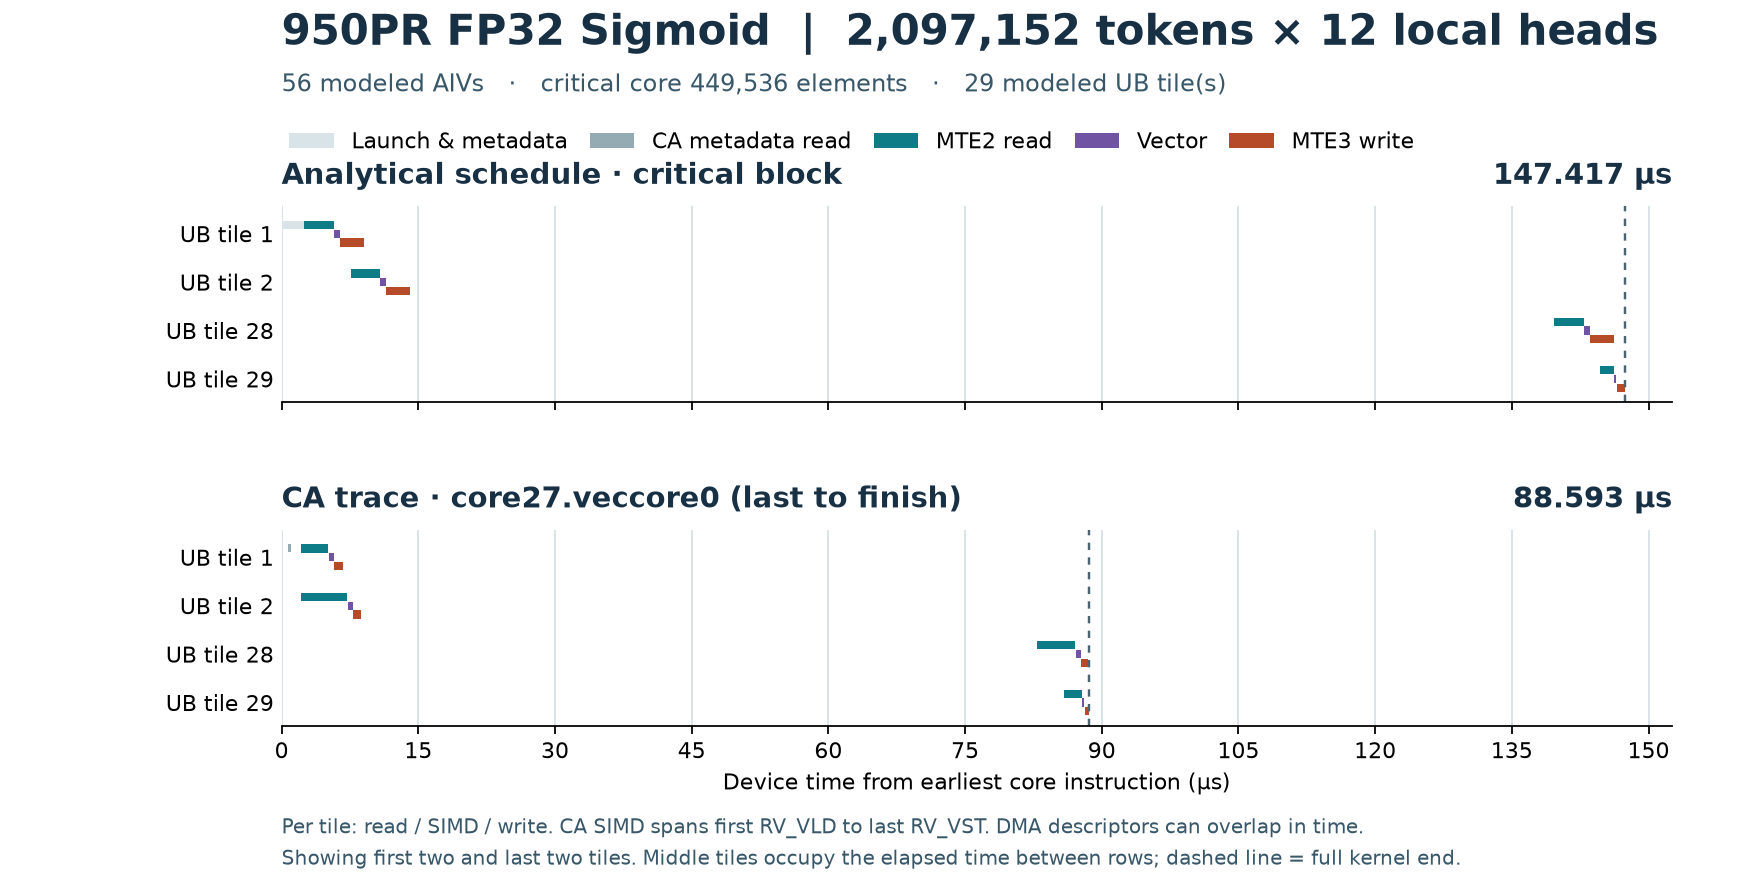 950PR FP32 Sigmoid | 2,097,152 tokens × 12 local heads
56 modeled AIVs · critical core 449,536 elements · 29 modeled UB tile(s)
Launch & metadata CA metadata read MTE2 read Vector MTE3 write
Analytical schedule · critical block 147.417 µs
UB tile 1
UB tile 2
UB tile 28
UB tile 29
CA trace · core27.veccore0 (last to finish) 88.593 µs
UB tile 1
UB tile 2
UB tile 28
UB tile 29
0 15 30 45 60 75 90 105 120 135 150
Device time from earliest core instruction (µs)
Per tile: read / SIMD / write. CA SIMD spans first RV_VLD to last RV_VST. DMA descriptors can overlap in time.
Showing first two and last two tiles. Middle tiles occupy the elapsed time between rows; dashed line = full kernel end.